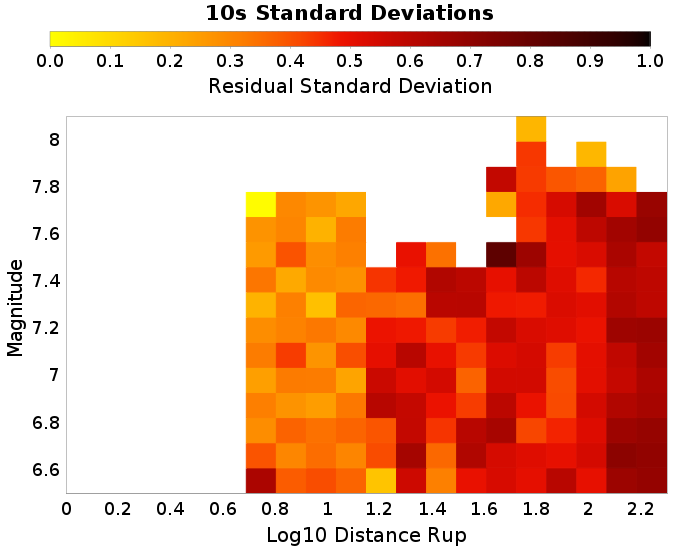 10s Standard Deviations
0.0 0.1 0.2 0.3 0.4 0.5 0.6 0.7 0.8 0.9 1.0
Residual Standard Deviation
Magnitude
8
7.8
7.6
7.4
7.2
7
6.8
6.6
0 0.2 0.4 0.6 0.8 1 1.2 1.4 1.6 1.8 2 2.2
Log10 Distance Rup